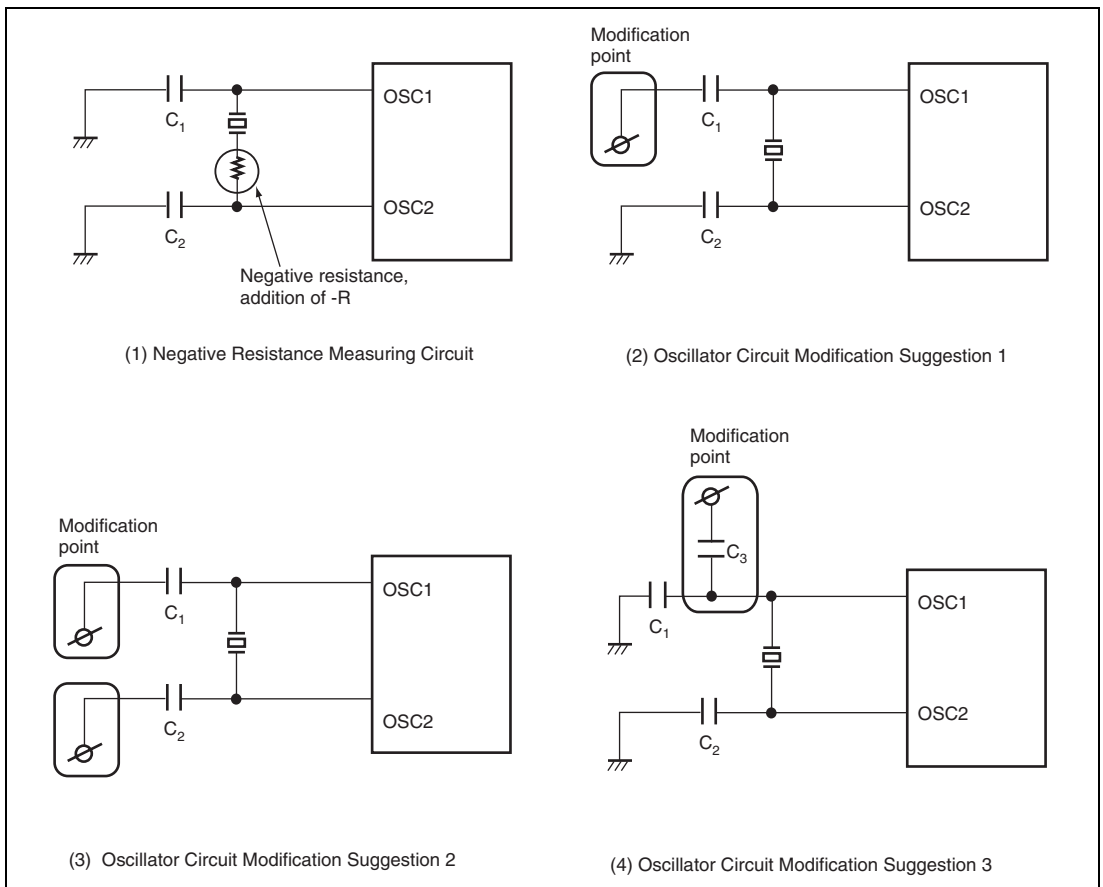 OSC1
C1
OSC2
C2
Negative resistance,
addition of -R
(1) Negative Resistance Measuring Circuit
Modification
point
OSC1
C1
OSC2
C2
(2) Oscillator Circuit Modification Suggestion 1
Modification
point
OSC1
C1
OSC2
C2
(3) Oscillator Circuit Modification Suggestion 2
Modification
point
C3
OSC1
C1
OSC2
C2
(4) Oscillator Circuit Modification Suggestion 3